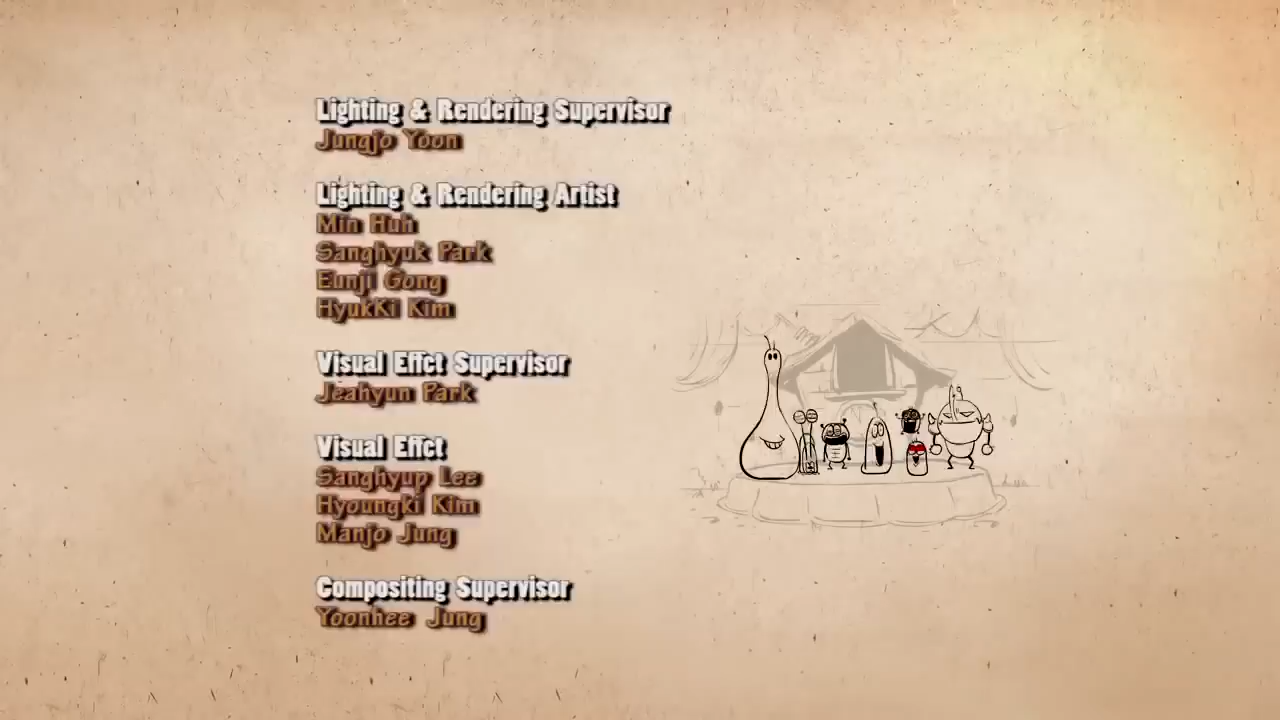 Lighting & Rendering Supervisor
Jungjo Yoon
Lighting & Rendering Artist
Min Huh
Sanghyuk Park
Eunji Gong
HyukKi Kim
Visual Effct Supervisor
Jeahyun Park
Visual Effct
Sanghyup Lee
Hyoungki Kim
Manjo Jung
Compositing Supervisor
Yoonhee Jung